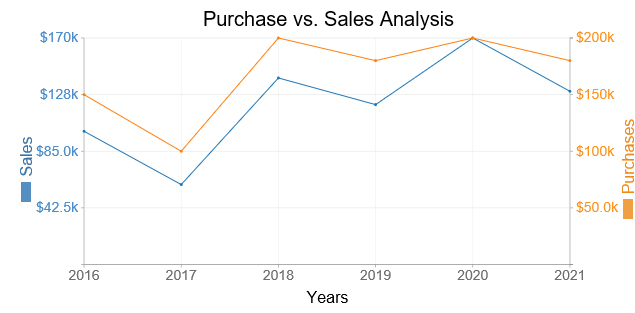 Purchase vs. Sales Analysis
$170k
$200k
$128k
$150k
$85.0k
$100k
$42.5k
$50.0k
Sales
Purchases
2016 2017 2018 2019 2020 2021
Years